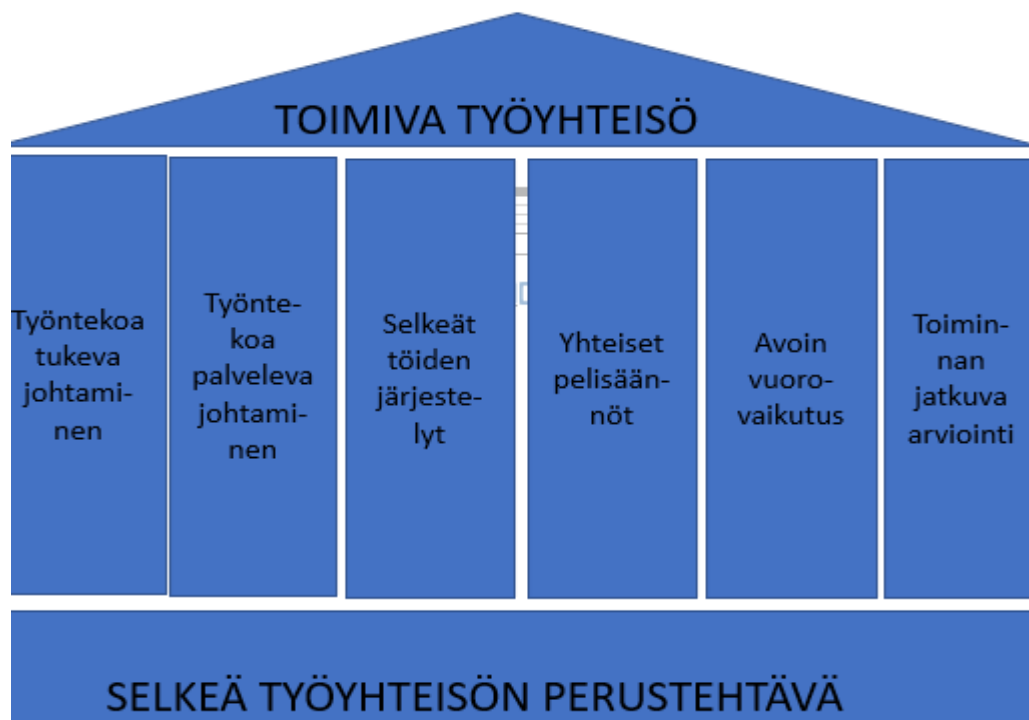 TOIMIVA TYÖYHTEISÖ
Työntekoa
tukeva
johtami-
nen
Työnte-
koa
palveleva
johtami-
nen
Selkeät
töiden
järjeste-
lyt
Yhteiset
pelisään-
nöt
Avoin
vuoro-
vaikutus
Toimin-
nan
jatkuva
arviointi
SELKEÄ TYÖYHTEISÖN PERUSTEHTÄVÄ